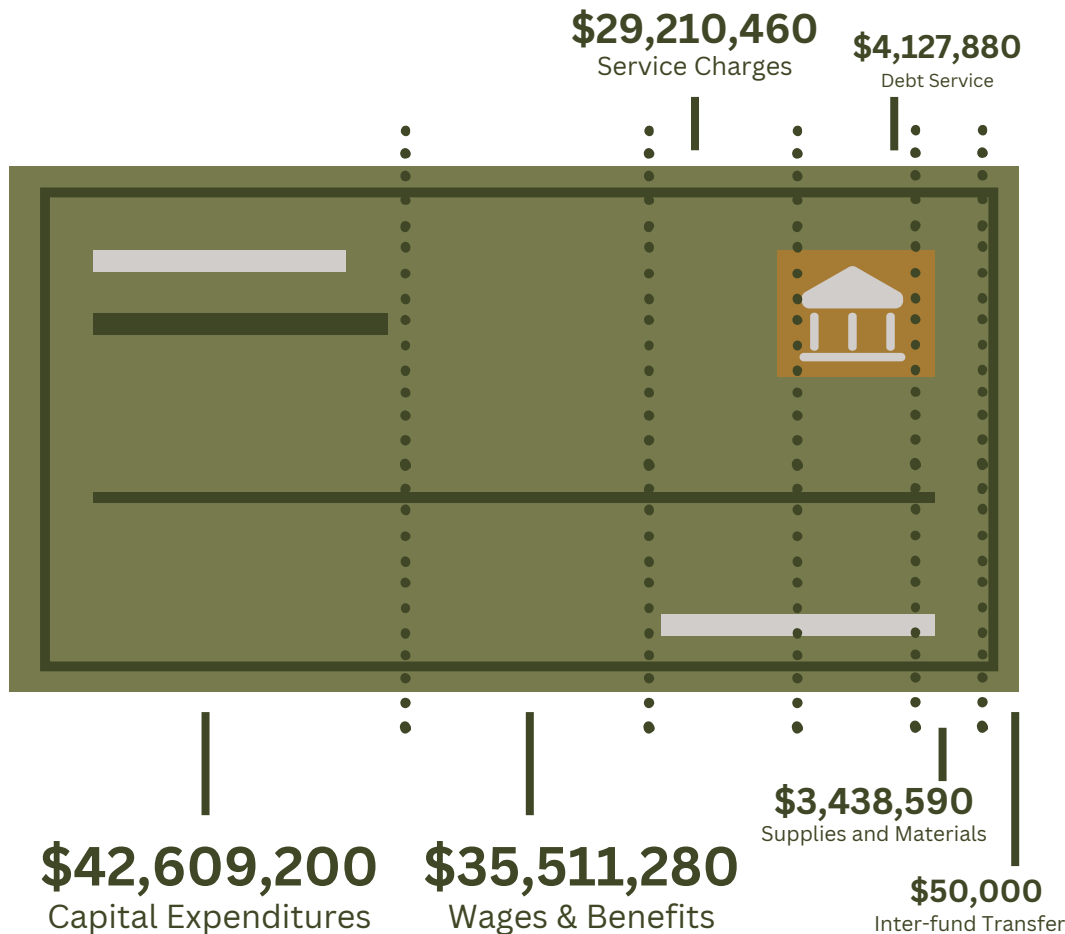 $29,210,460
Service Charges
$4,127,880
Debt Service
$42,609,200
Capital Expenditures
$35,511,280
Wages & Benefits
$3,438,590
Supplies and Materials
$50,000
Inter-fund Transfer